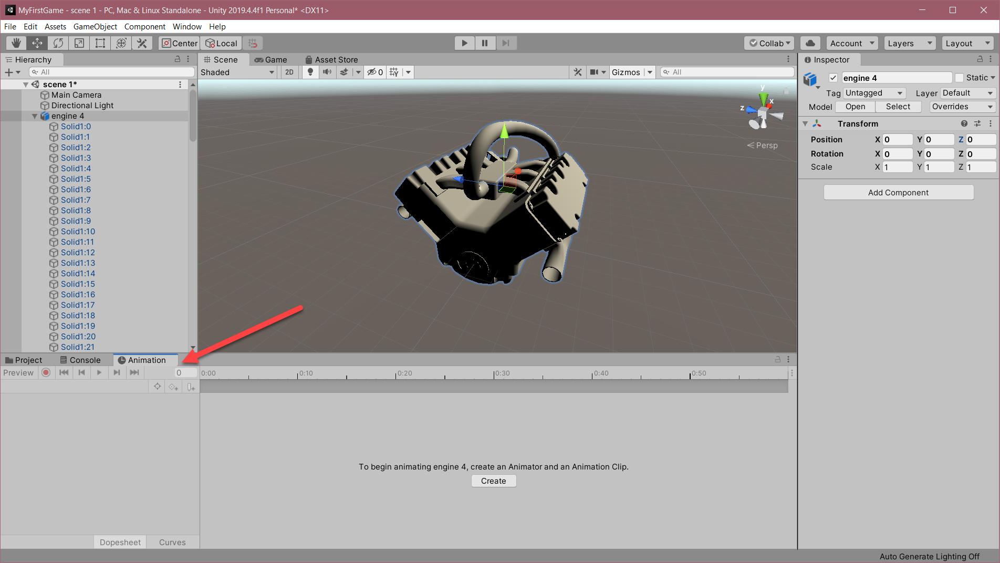 MyFirstGame - scene 1 - PC, Mac & Linux Standalone - Unity 2019.4.4f1 Personal* <DX11>
File Edit Assets GameObject Component Window Help
Center Local Collab Account Layers Layout
Hierarchy
All
scene 1*
Main Camera
Directional Light
engine 4
Solid1:0
Solid1:1
Solid1:2
Solid1:3
Solid1:4
Solid1:5
Solid1:6
Solid1:7
Solid1:8
Solid1:9
Solid1:10
Solid1:11
Solid1:12
Solid1:13
Solid1:14
Solid1:15
Solid1:16
Solid1:17
Solid1:18
Solid1:19
Solid1:20
Solid1:21
Scene Game Asset Store
Shaded 2D 0 Gizmos All
y
x
z
Persp
Inspector
engine 4 Static
Tag Untagged Layer Default
Model Open Select Overrides
Transform
Position X 0 Y 0 Z 0
Rotation X 0 Y 0 Z 0
Scale X 1 Y 1 Z 1
Add Component
Project Console Animation
Preview 0 0:00 0:10 0:20 0:30 0:40 0:50
To begin animating engine 4, create an Animator and an Animation Clip.
Create
Dopesheet Curves
Auto Generate Lighting Off